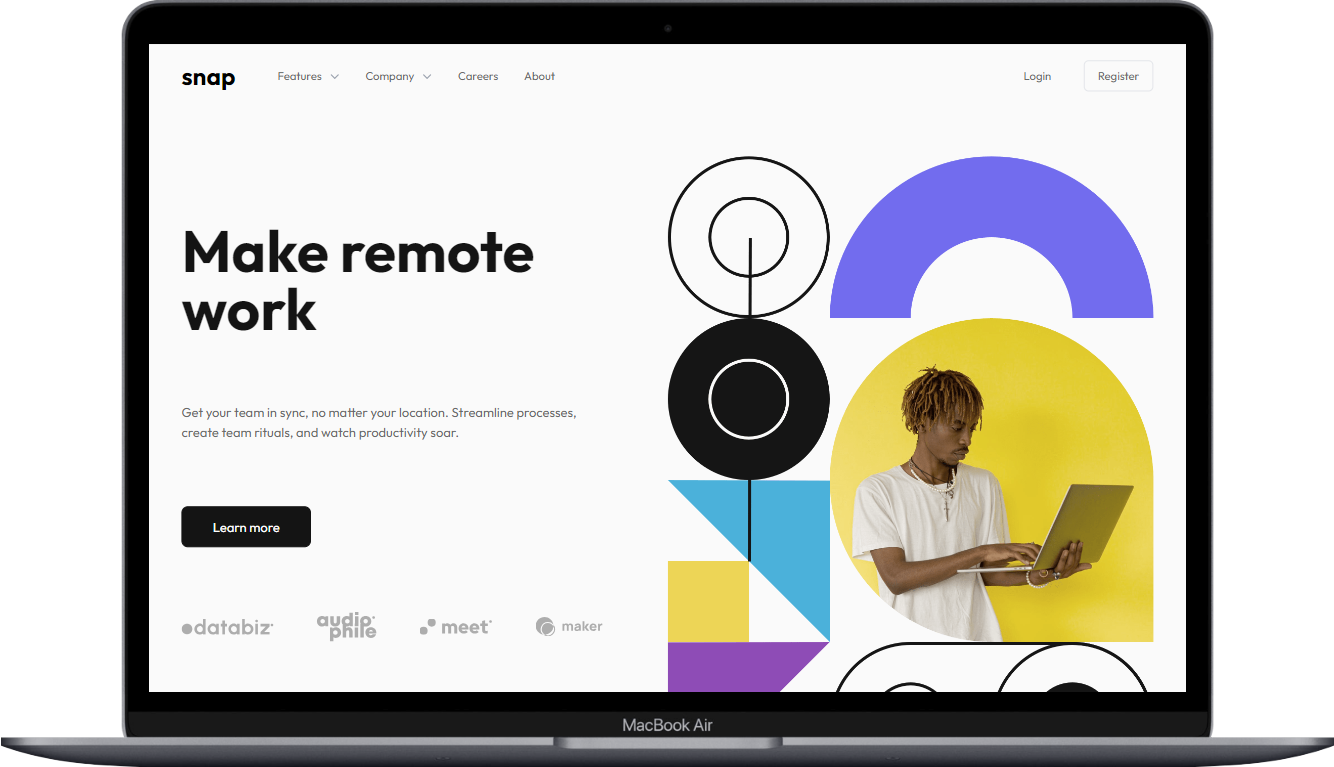 snap
Features
Company
Careers
About
Login
Register
Make remote
work
Get your team in sync, no matter your location. Streamline processes,
create team rituals, and watch productivity soar.
Learn more
databiz
audiophile
meet
maker
MacBook Air